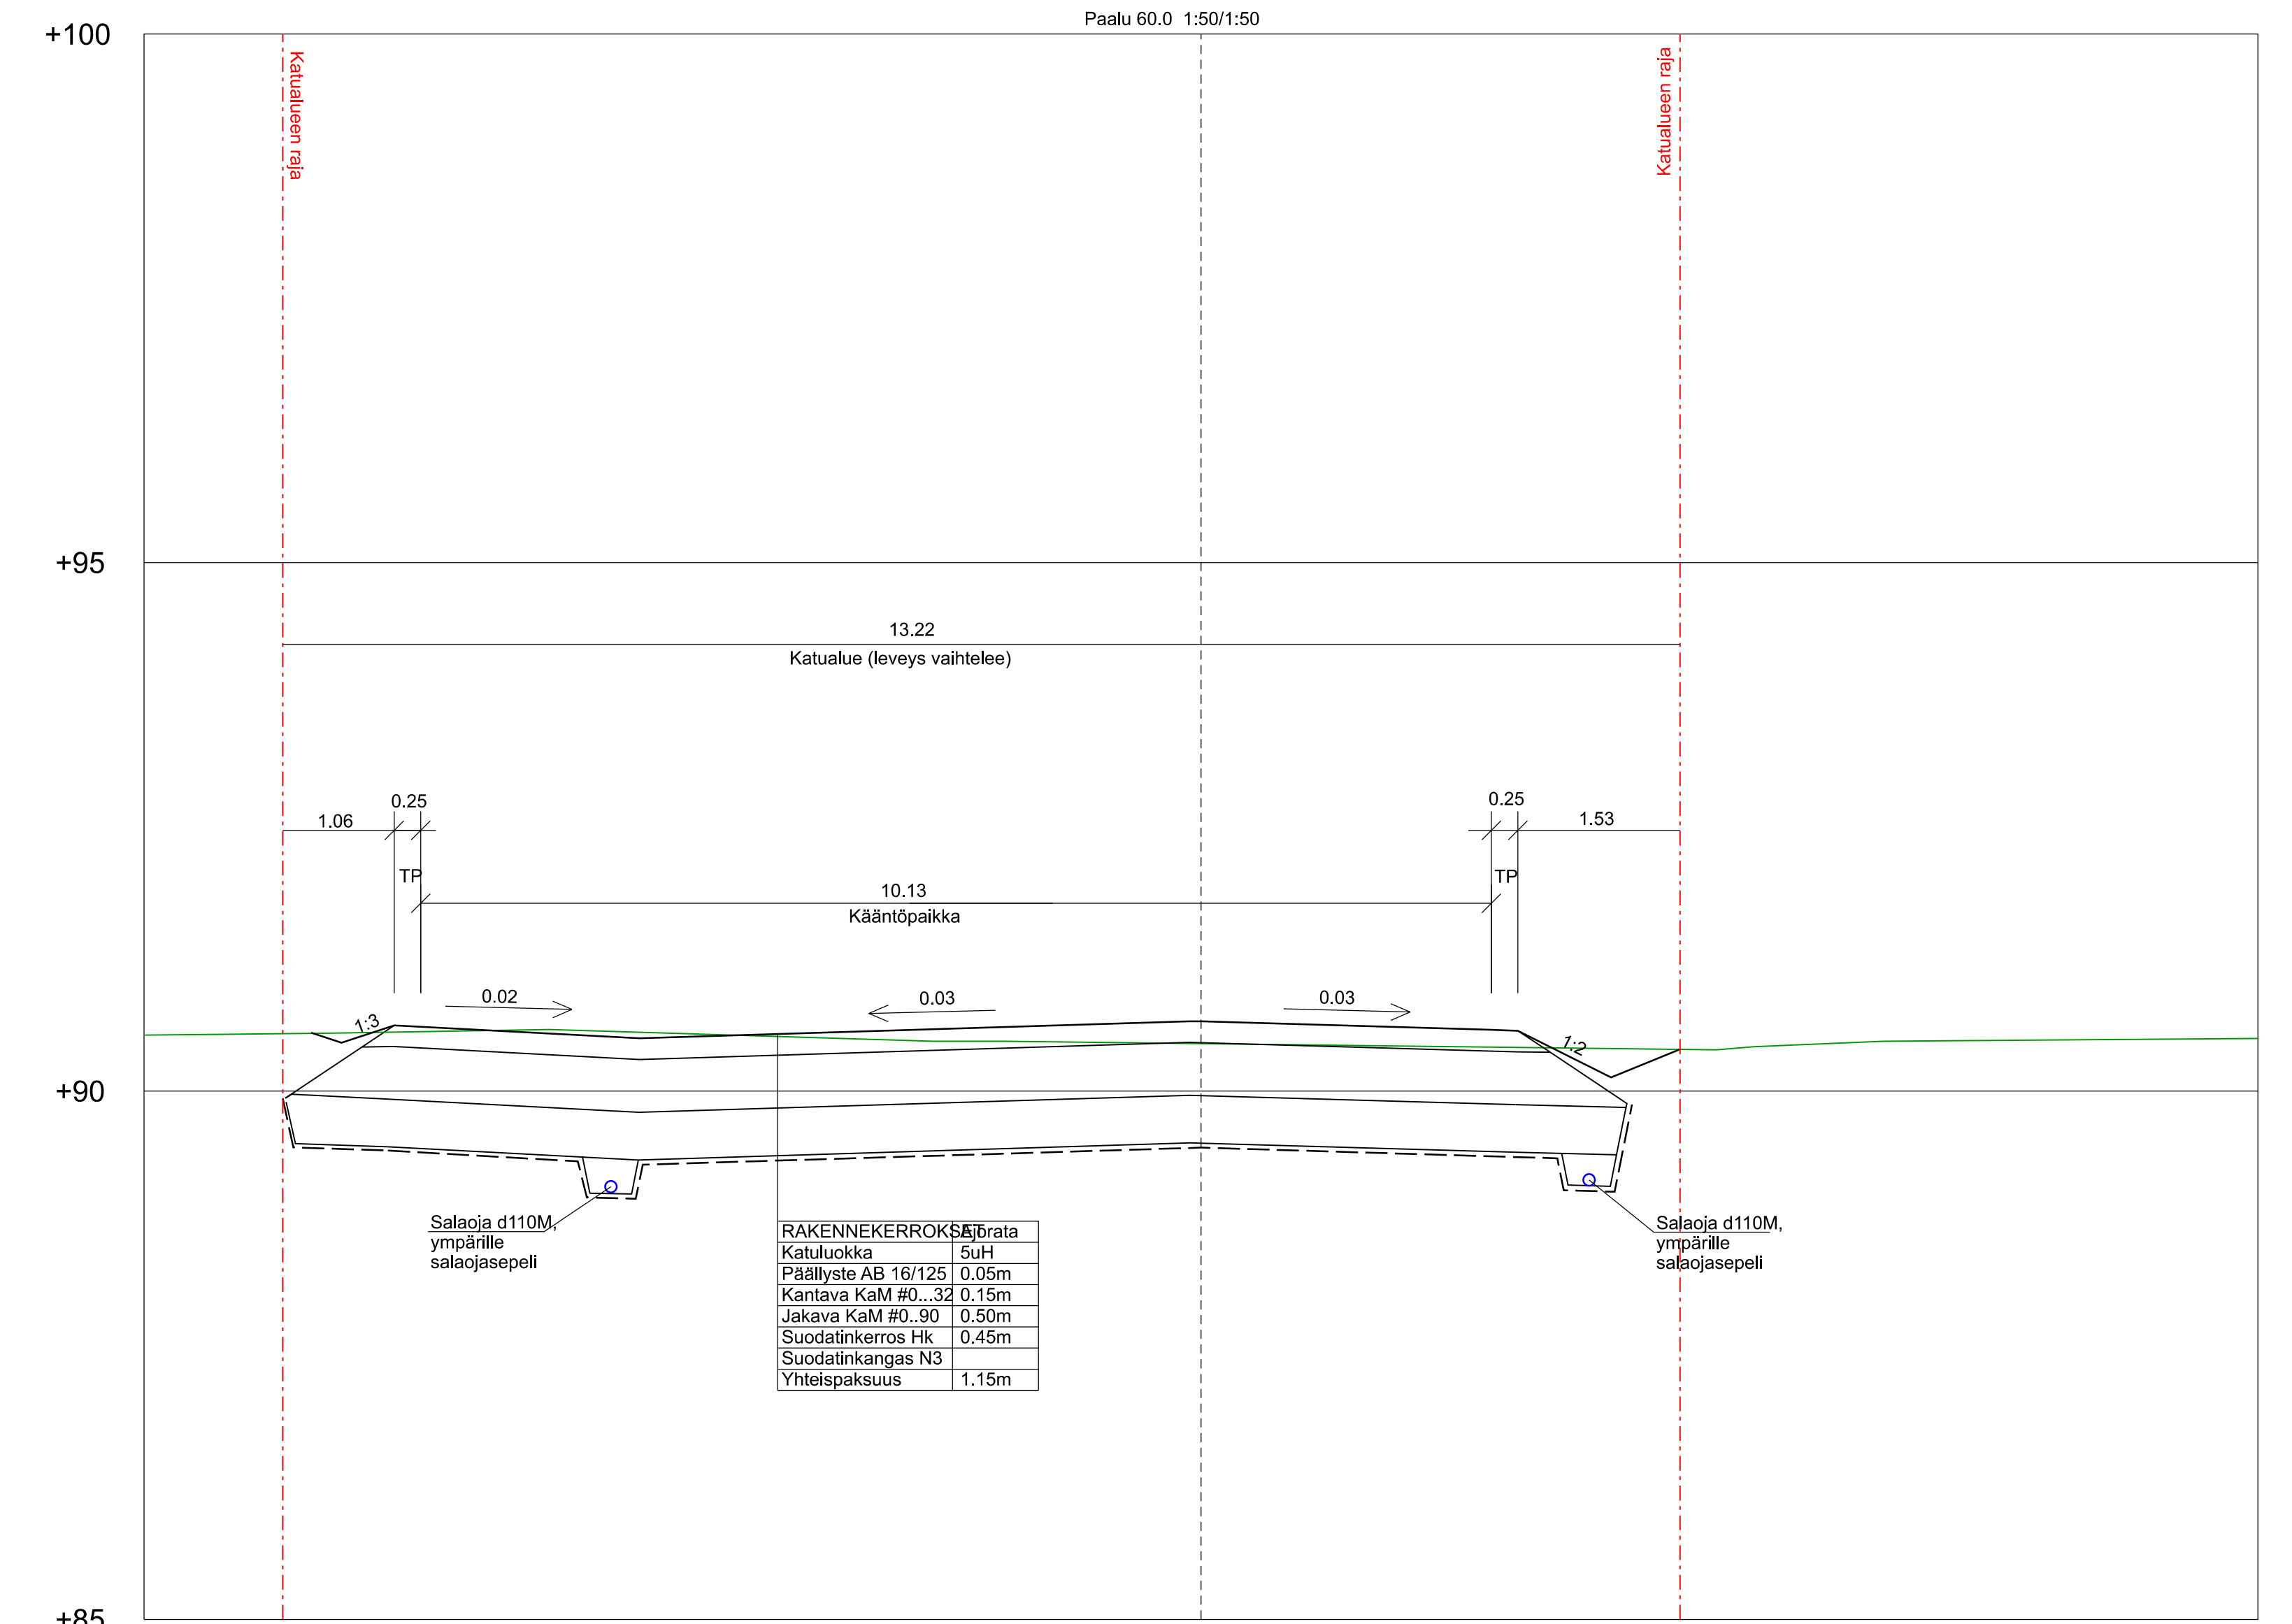 Paalu 60.0 1:50/1:50
+100
Katualueen raja
Katualueen raja
+95
13.22
Katualue (leveys vaihtelee)
0.25
0.25
1.06
1.53
TP
TP
10.13
Kääntöpaikka
0.02
0.03
0.03
1:3
1:2
+90
Salaoja d110M,
ympärille
salaojasepeli
Salaoja d110M,
ympärille
salaojasepeli
RAKENNEKERROKSET Ajorata
Katuluokka 5uH
Päällyste AB 16/125 0.05m
Kantava KaM #0...32 0.15m
Jakava KaM #0..90 0.50m
Suodatinkerros Hk 0.45m
Suodatinkangas N3
Yhteispaksuus 1.15m
+85